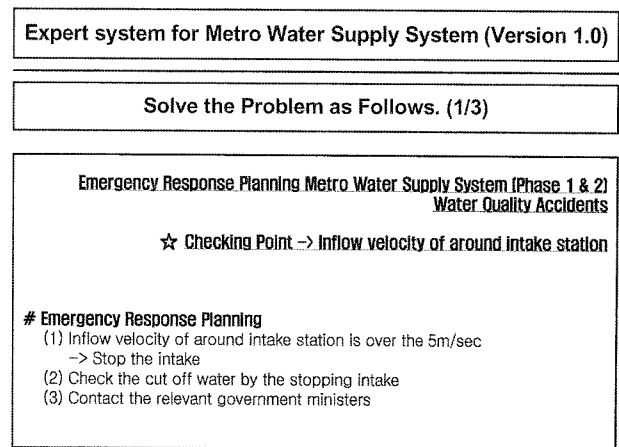 Expert system for Metro Water Supply System (Version 1.0)
Solve the Problem as Follows. (1/3)
Emergency Response Planning Metro Water Supply System (Phase 1 & 2)
Water Quality Accidents
☆ Checking Point -> Inflow velocity of around intake station
# Emergency Response Planning
(1) Inflow velocity of around intake station is over the 5m/sec
-> Stop the intake
(2) Check the cut off water by the stopping intake
(3) Contact the relevant government ministers